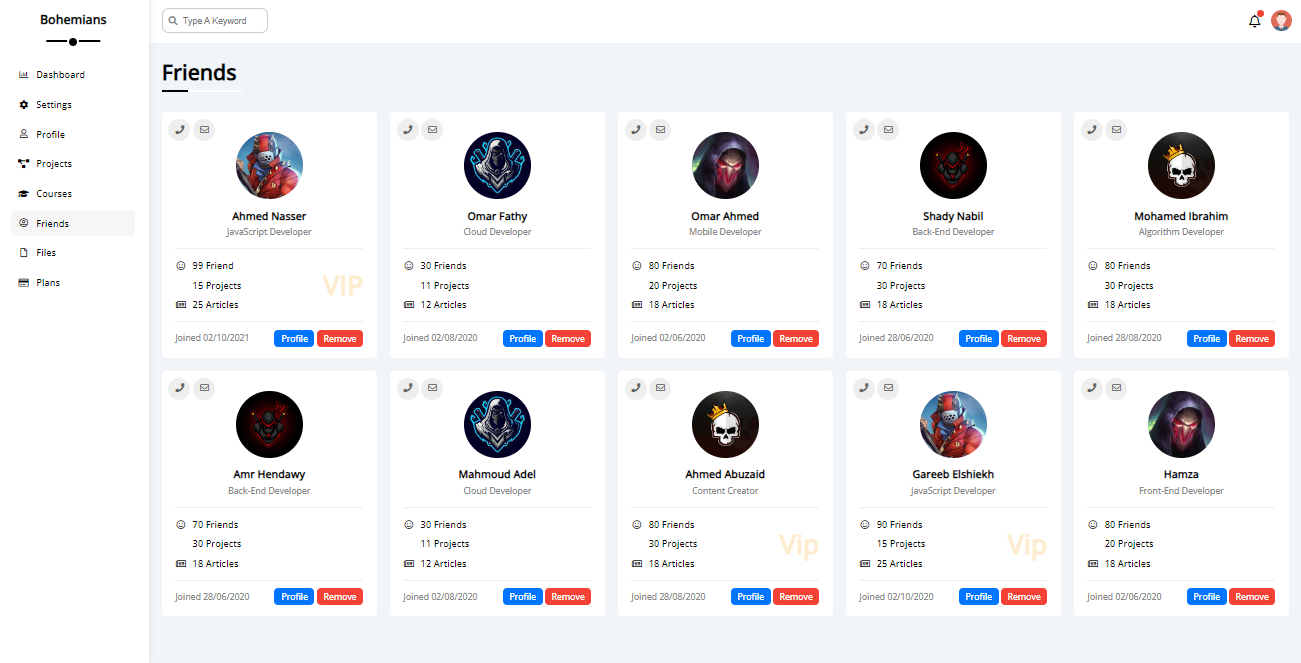 Bohemians
Type A Keyword
Dashboard
Settings
Profile
Projects
Courses
Friends
Files
Plans
Friends
Ahmed Nasser
JavaScript Developer
99 Friend
15 Projects
VIP
25 Articles
Joined 02/10/2021 Profile Remove
Omar Fathy
Cloud Developer
30 Friends
11 Projects
12 Articles
Joined 02/08/2020 Profile Remove
Omar Ahmed
Mobile Developer
80 Friends
20 Projects
18 Articles
Joined 02/06/2020 Profile Remove
Shady Nabil
Back-End Developer
70 Friends
30 Projects
18 Articles
Joined 28/06/2020 Profile Remove
Mohamed Ibrahim
Algorithm Developer
80 Friends
30 Projects
18 Articles
Joined 28/08/2020 Profile Remove
Amr Hendawy
Back-End Developer
70 Friends
30 Projects
18 Articles
Joined 28/06/2020 Profile Remove
Mahmoud Adel
Cloud Developer
30 Friends
11 Projects
12 Articles
Joined 02/08/2020 Profile Remove
Ahmed Abuzaid
Content Creator
80 Friends
30 Projects
Vip
18 Articles
Joined 28/08/2020 Profile Remove
Gareeb Elshiekh
JavaScript Developer
90 Friends
15 Projects
Vip
25 Articles
Joined 02/10/2020 Profile Remove
Hamza
Front-End Developer
80 Friends
20 Projects
18 Articles
Joined 02/06/2020 Profile Remove